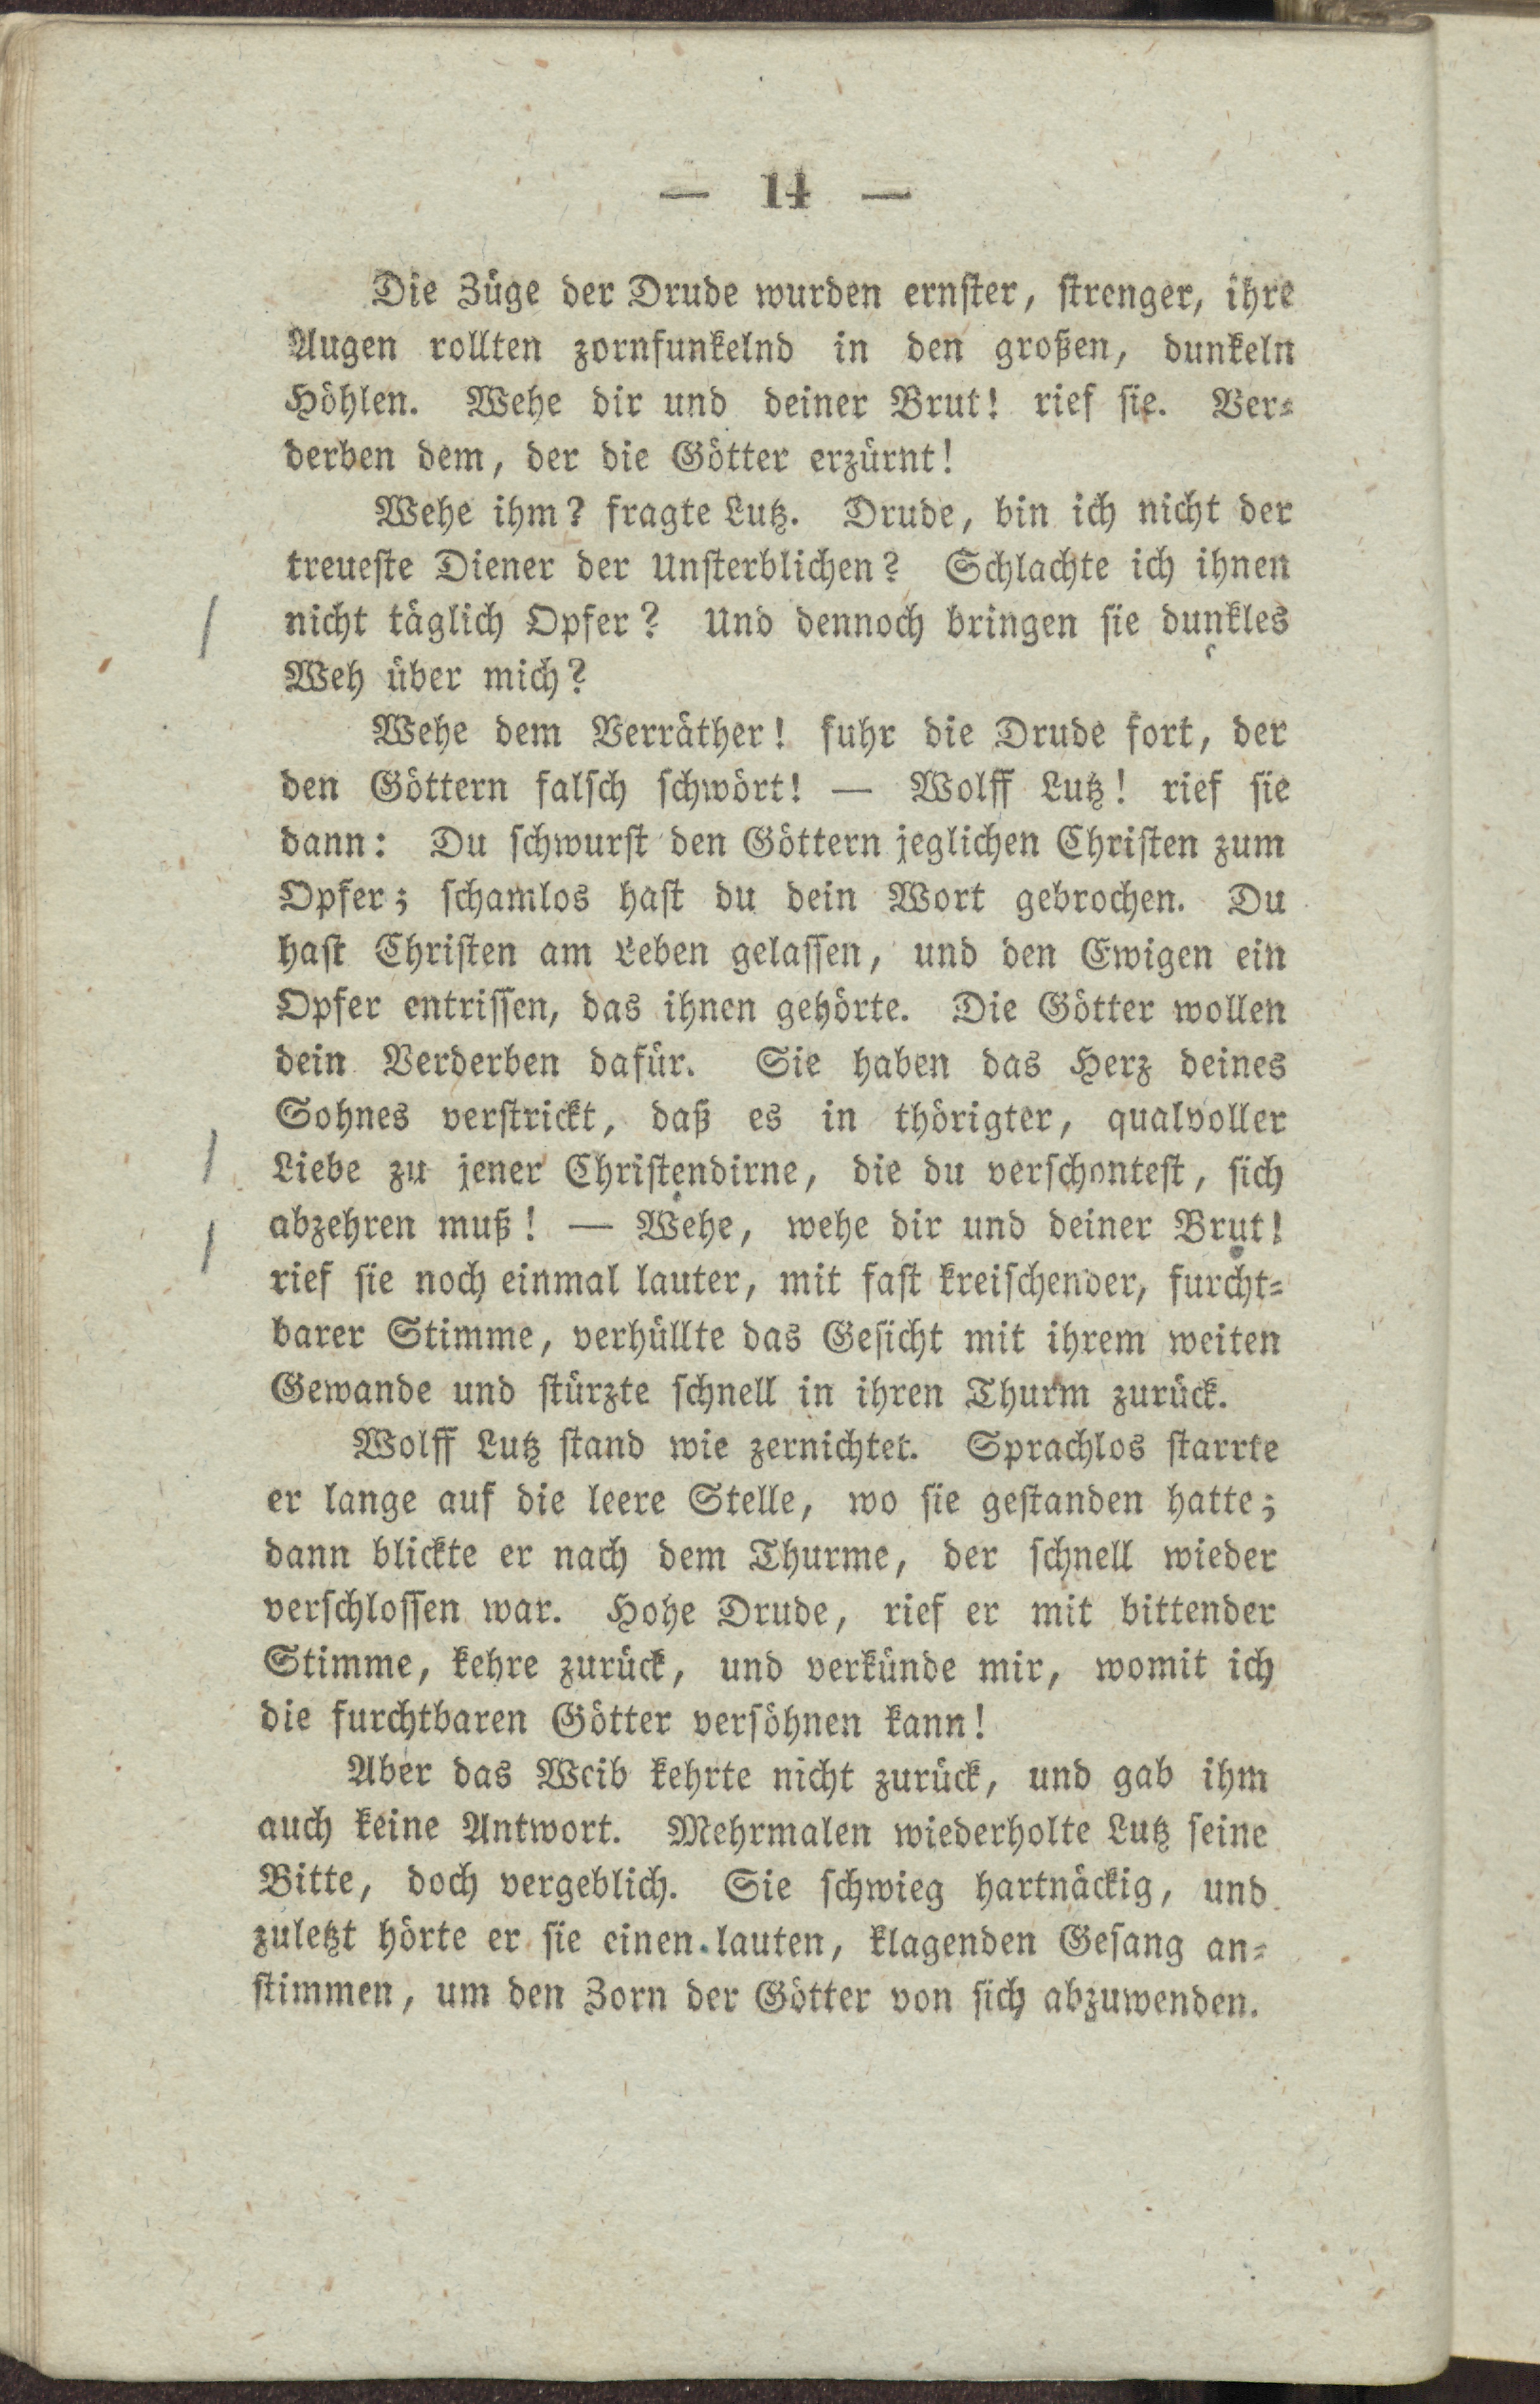 — 14 —
Die Züge der Drude wurden ernster, strenger, ihre
Augen rollten zornfunkelnd in den großen, dunkeln
Höhlen. Wehe dir und deiner Brut! rief sie. Ver-
derben dem, der die Götter erzürnt!
Wehe ihm? fragte Lutz. Drude, bin ich nicht der
treueste Diener der Unsterblichen? Schlachte ich ihnen
nicht täglich Opfer? Und dennoch bringen sie dunkles
Weh über mich?
Wehe dem Verräther! fuhr die Drude fort, der
den Göttern falsch schwört! — Wolff Lutz! rief sie
dann: Du schwurst den Göttern jeglichen Christen zum
Opfer; schamlos hast du dein Wort gebrochen. Du
hast Christen am Leben gelassen, und den Ewigen ein
Opfer entrissen, das ihnen gehörte. Die Götter wollen
dein Verderben dafür. Sie haben das Herz deines
Sohnes verstrickt, daß es in thörigter, qualvoller
Liebe zu jener Christendirne, die du verschontest, sich
abzehren muß! — Wehe, wehe dir und deiner Brut!
rief sie noch einmal lauter, mit fast kreischender, furcht-
barer Stimme, verhüllte das Gesicht mit ihrem weiten
Gewande und stürzte schnell in ihren Thurm zurück.
Wolff Lutz stand wie zernichtet. Sprachlos starrte
er lange auf die leere Stelle, wo sie gestanden hatte;
dann blickte er nach dem Thurme, der schnell wieder
verschlossen war. Hohe Drude, rief er mit bittender
Stimme, kehre zurück, und verkünde mir, womit ich
die furchtbaren Götter versöhnen kann!
Aber das Weib kehrte nicht zurück, und gab ihm
auch keine Antwort. Mehrmalen wiederholte Lutz seine
Bitte, doch vergeblich. Sie schwieg hartnäckig, und
zuletzt hörte er sie einen lauten, klagenden Gesang an-
stimmen, um den Zorn der Götter von sich abzuwenden.